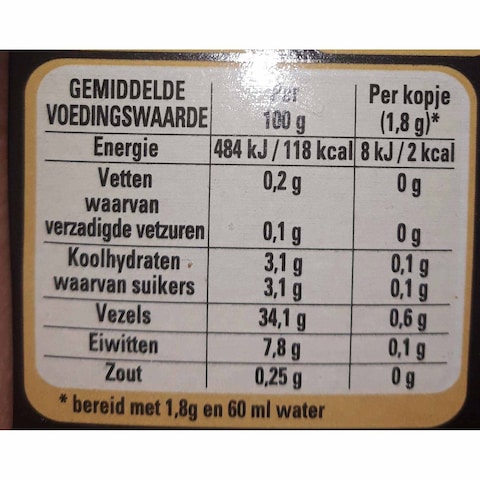 GEMIDDELDE Per Per kopje
VOEDINGSWAARDE 100 g (1,8 g)*
Energie 484 kJ / 118 kcal 8 kJ / 2 kcal
Vetten 0,2 g 0 g
waarvan
verzadigde vetzuren 0,1 g 0 g
Koolhydraten 3,1 g 0,1 g
waarvan suikers 3,1 g 0,1 g
Vezels 34,1 g 0,6 g
Eiwitten 7,8 g 0,1 g
Zout 0,25 g 0 g
* bereid met 1,8g en 60 ml water